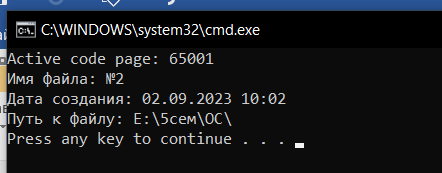 C:\WINDOWS\system32\cmd.exe
Active code page: 65001
Имя файла: №2
Дата создания: 02.09.2023 10:02
Путь к файлу: E:\5сем\ОС\
Press any key to continue . . .